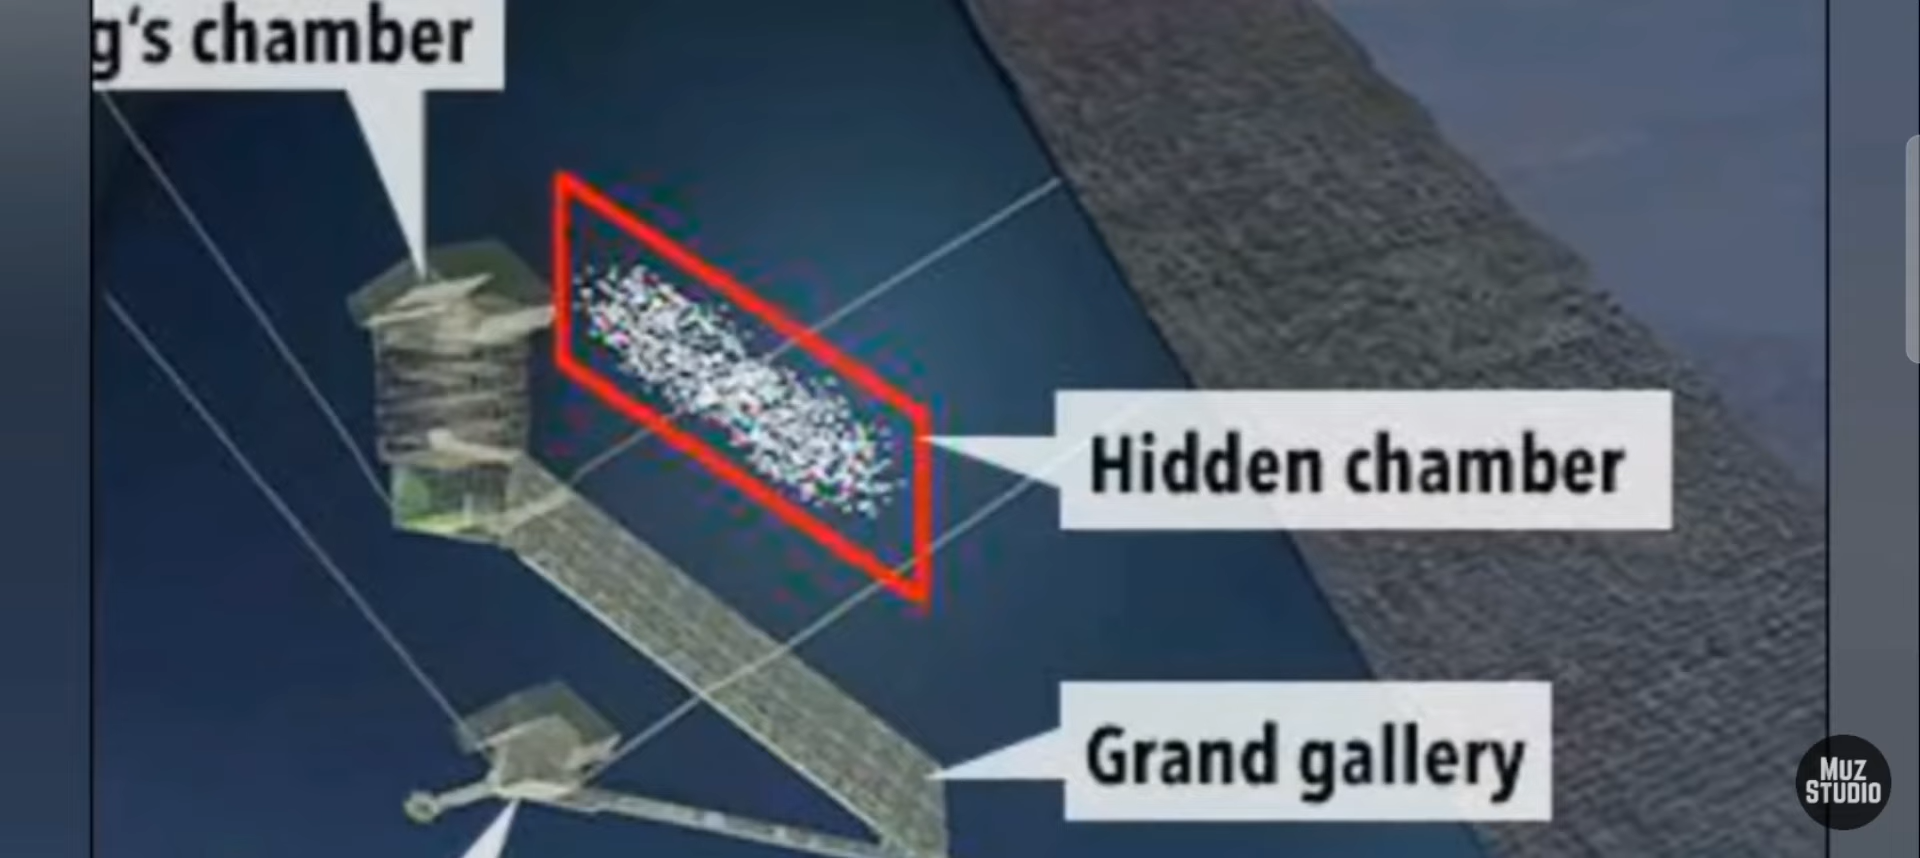 g‘s chamber
Hidden chamber
Grand gallery
MUZ
STUDIO